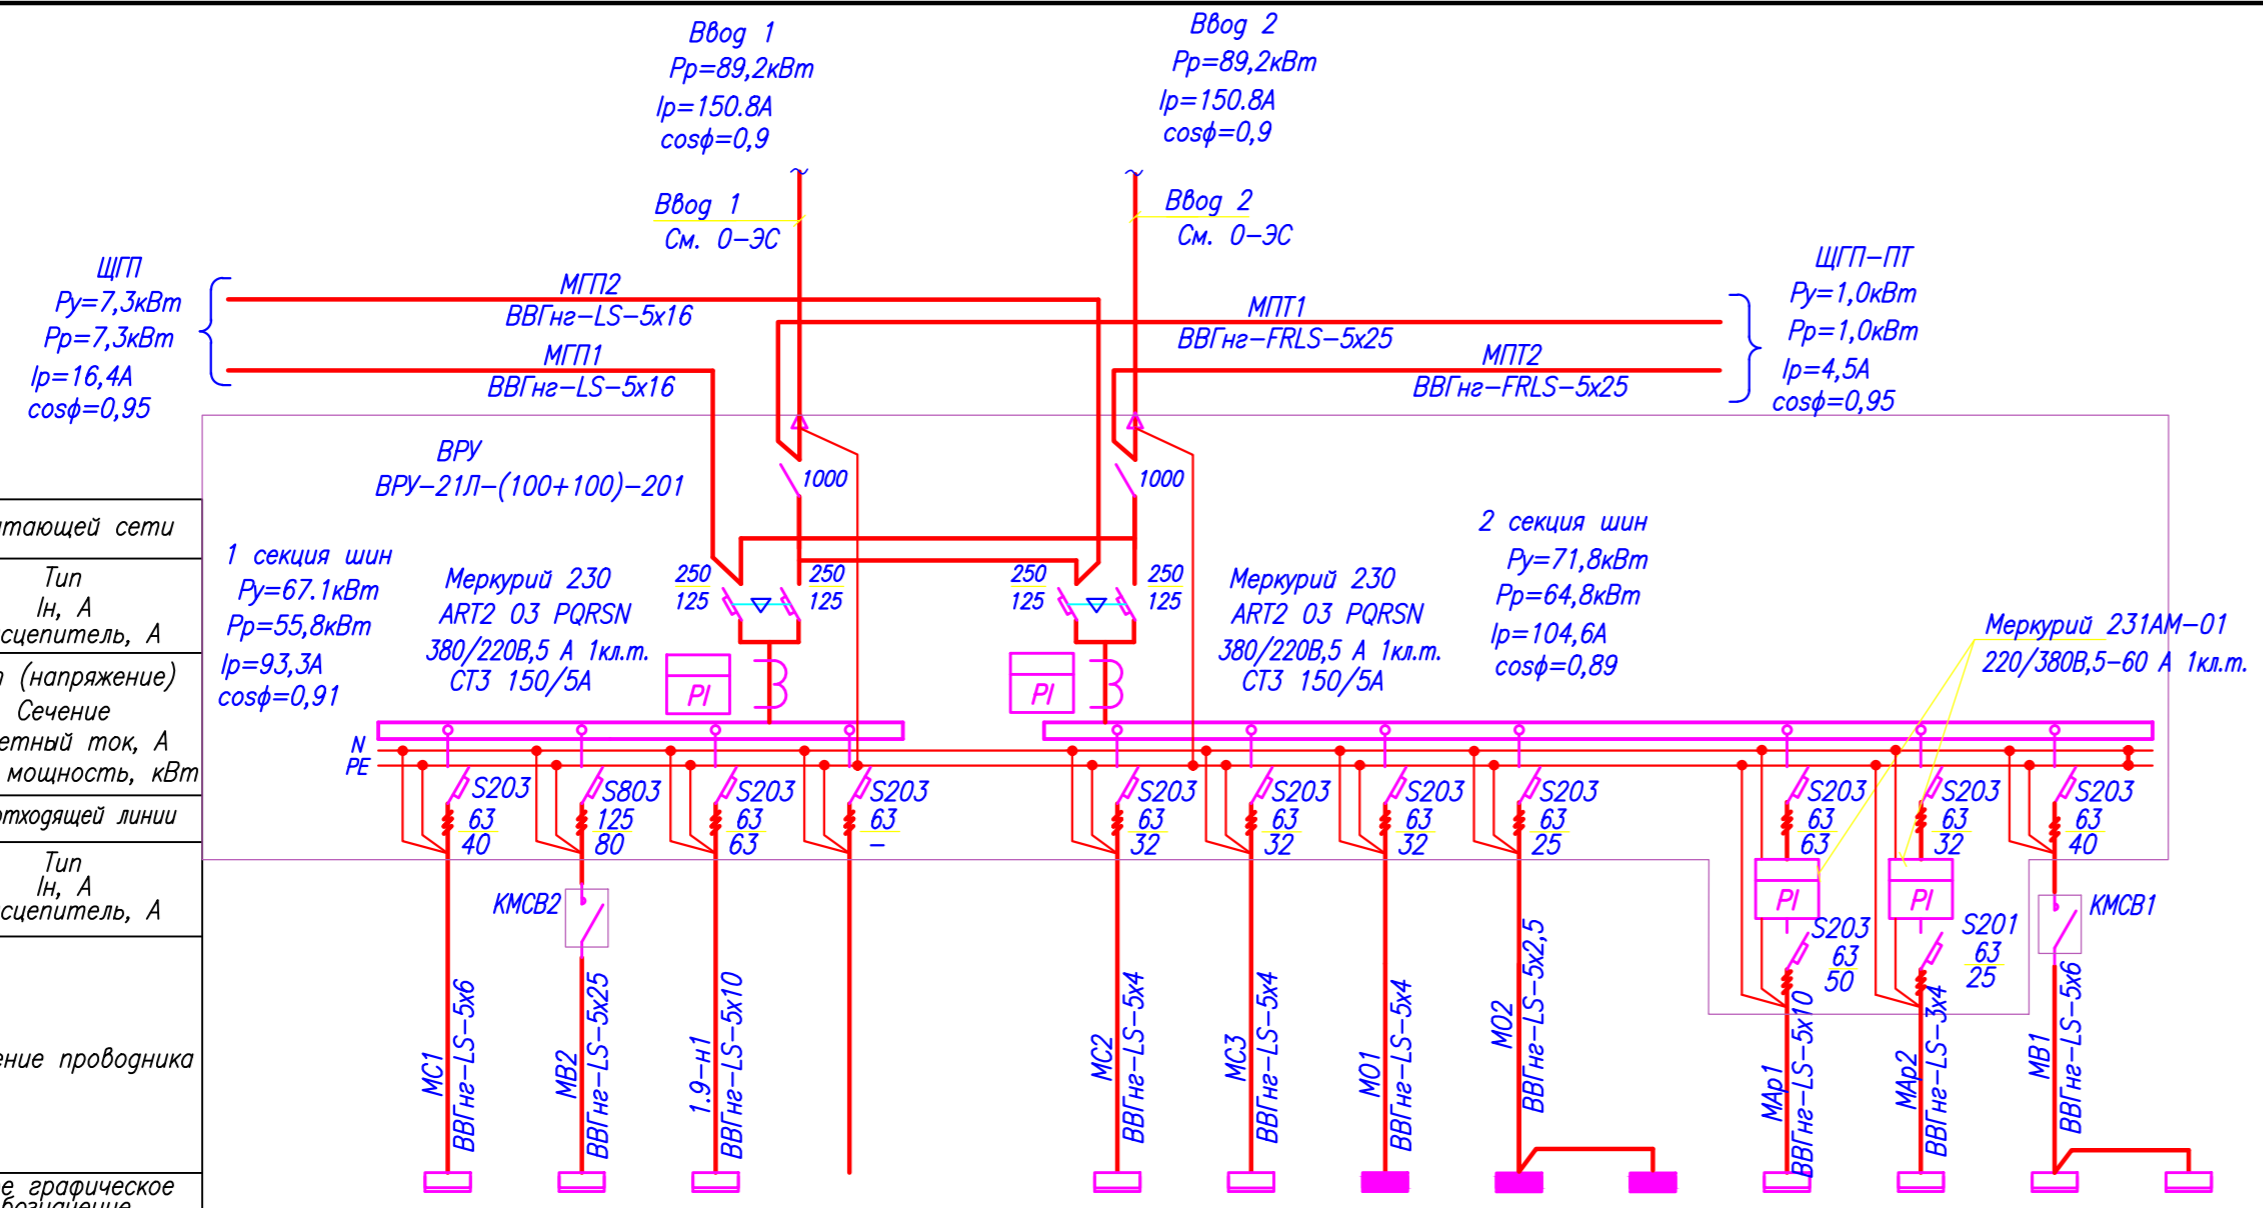 Ввод 1
Рр=89,2кВт
Iр=150.8А
cosϕ=0,9
Ввод 2
Рр=89,2кВт
Iр=150.8А
cosϕ=0,9
Ввод 1
См. 0-ЭС
Ввод 2
См. 0-ЭС
ЩГП
Ру=7,3кВт
Рр=7,3кВт
Iр=16,4А
cosϕ=0,95
МГП2
ВВГнг-LS-5х16
МГП1
ВВГнг-LS-5х16
МПТ1
ВВГнг-FRLS-5х25
МПТ2
ВВГнг-FRLS-5х25
ЩГП-ПТ
Ру=1,0кВт
Рр=1,0кВт
Iр=4,5А
cosϕ=0,95
ВРУ
ВРУ-21Л-(100+100)-201
1000
1000
1 секция шин
Ру=67.1кВт
Рр=55,8кВт
Iр=93,3А
cosϕ=0,91
Меркурий 230
ART2 03 PQRSN
380/220В,5 А 1кл.т.
СТ3 150/5А
250
125
250
125
PI
250
125
250
125
PI
Меркурий 230
ART2 03 PQRSN
380/220В,5 А 1кл.т.
СТ3 150/5А
2 секция шин
Ру=71,8кВт
Рр=64,8кВт
Iр=104,6А
cosϕ=0,89
Меркурий 231АМ-01
220/380В,5-60 А 1кл.т.
сети
Тип
Iн, А
, А
(напряжение)
Сечение
ток, А
мощность, кВт
линии
Тип
Iн, А
, А
проводника
графическое
N
PE
S203
63
40
S803
125
80
S203
63
63
S203
63
-
S203
63
32
S203
63
32
S203
63
32
S203
63
25
S203
63
63
S203
63
32
S203
63
40
КМСВ2
PI
PI
КМСВ1
S203
63
50
S201
63
25
МС1
ВВГнг-LS-5х6
МВ2
ВВГнг-LS-5х25
1.9-н1
ВВГнг-LS-5х10
МС2
ВВГнг-LS-5х4
МС3
ВВГнг-LS-5х4
МО1
ВВГнг-LS-5х4
МО2
ВВГнг-LS-5х2,5
МАр1
ВВГнг-LS-5х10
МАр2
ВВГнг-LS-3х4
МВ1
ВВГнг-LS-5х6